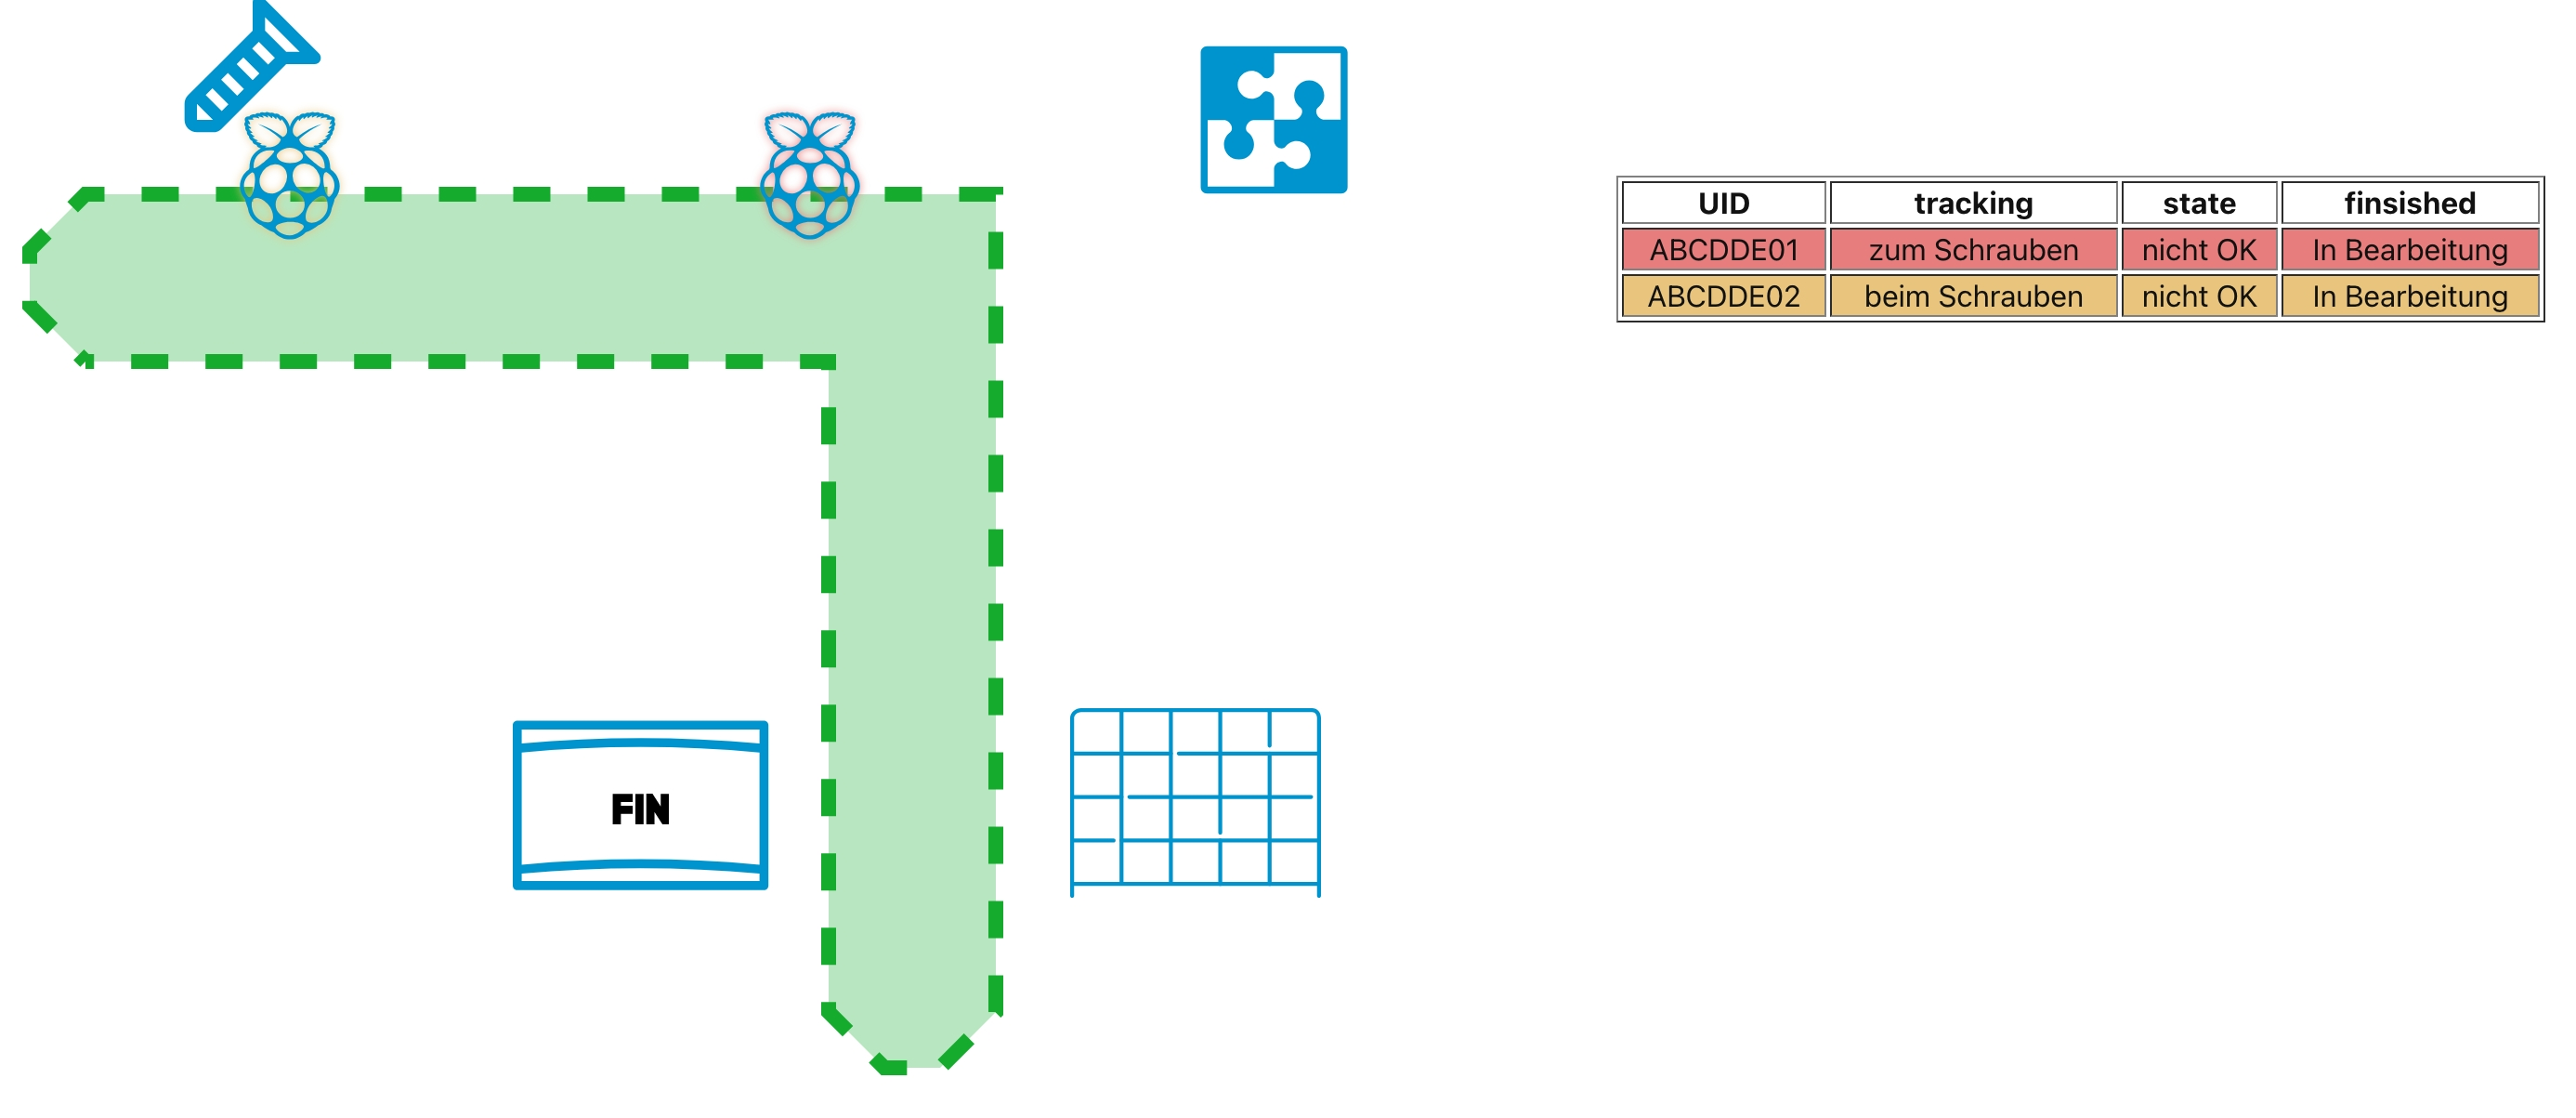 UID tracking state finsished
ABCDDE01 zum Schrauben nicht OK In Bearbeitung
ABCDDE02 beim Schrauben nicht OK In Bearbeitung
FIN